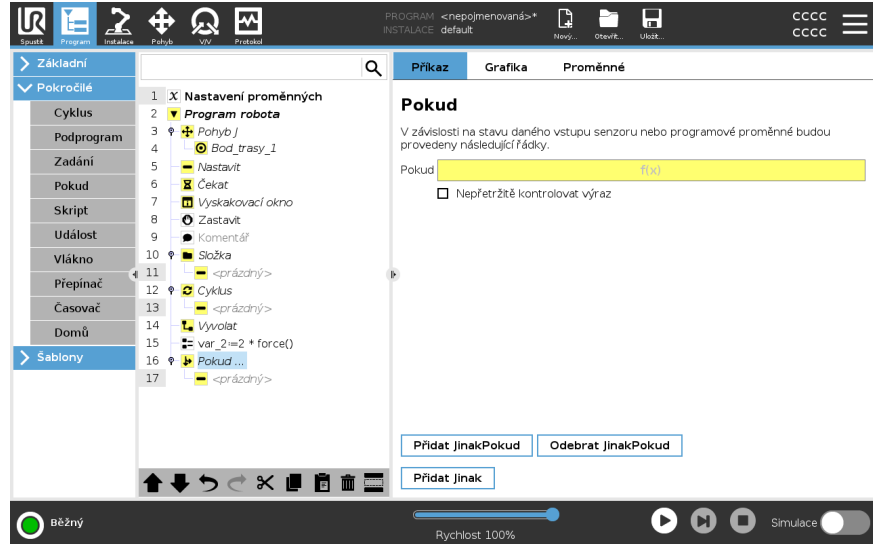 UR
Spustit
Program
Instalace
Pohyb
V/V
Protokol
PROGRAM <nepojmenovaná>*
INSTALACE default
Nový...
Otevřít...
Uložit...
cccc
cccc
Základní
Pokročilé
Cyklus
Podprogram
Zadání
Pokud
Skript
Událost
Vlákno
Přepínač
Časovač
Domů
Šablony
1 X Nastavení proměnných
2 Program robota
3 Pohyb J
4 Bod_trasy_1
5 Nastavit
6 Čekat
7 Vyskakovací okno
8 Zastavit
9 Komentář
10 Složka
11 <prázdný>
12 Cyklus
13 <prázdný>
14 Vyvolat
15 var_2:=2 * force()
16 Pokud ...
17 <prázdný>
Příkaz Grafika Proměnné
Pokud
V závislosti na stavu daného vstupu senzoru nebo programové proměnné budou
provedeny následující řádky.
Pokud f(x)
Nepřetržitě kontrolovat výraz
Přidat JinakPokud
Odebrat JinakPokud
Přidat Jinak
Běžný
Rychlost 100%
Simulace